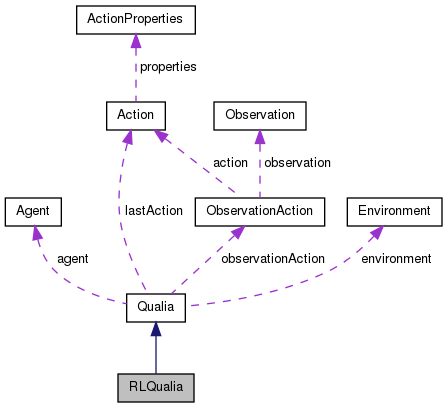 ActionProperties
properties
Action
Observation
action
observation
Agent
lastAction
ObservationAction
Environment
agent
observationAction
environment
Qualia
RLQualia